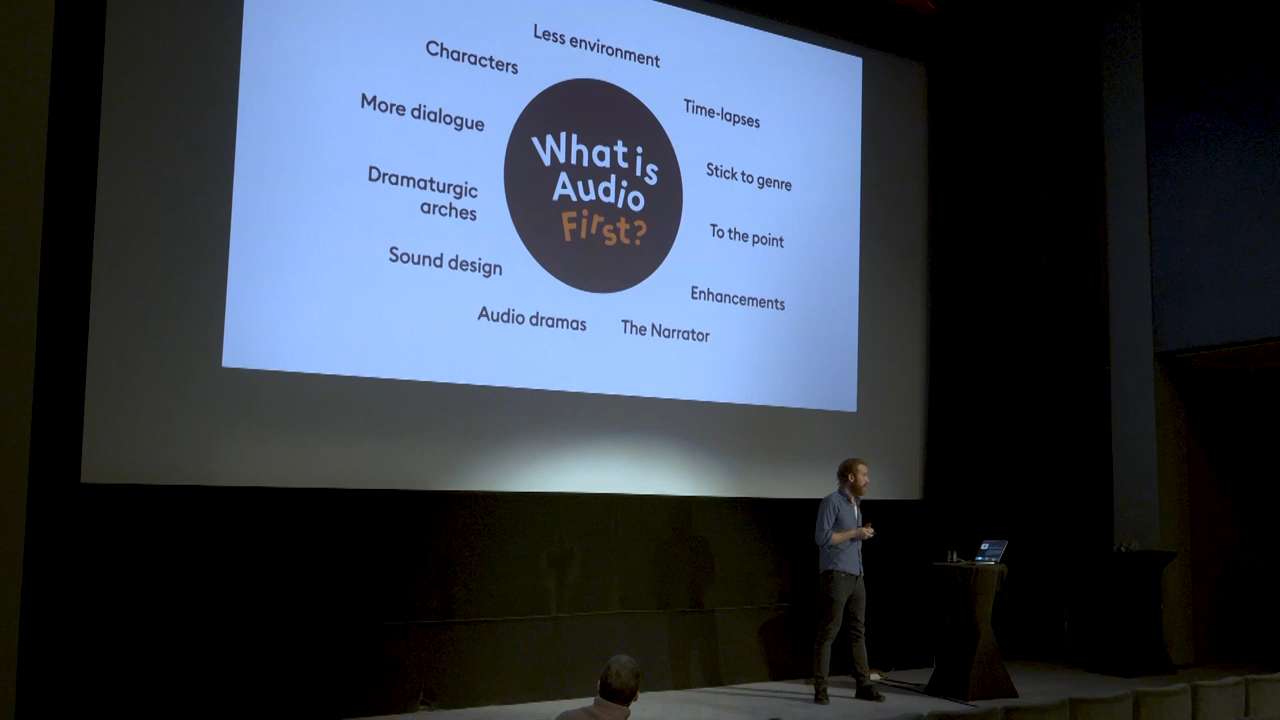 Less environment
Characters
More dialogue
Dramaturgic
arches
Sound design
Audio dramas
The Narrator
Enhancements
To the point
Stick to genre
Time-lapses
What is
Audio
First?